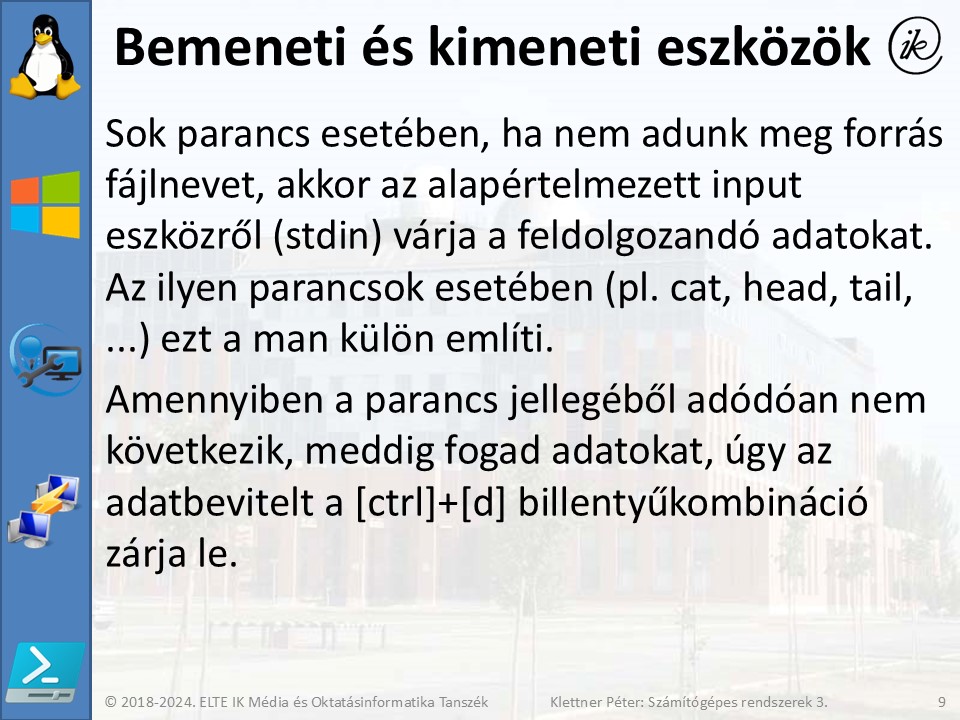 Bemeneti és kimeneti eszközök
ik
Sok parancs esetében, ha nem adunk meg forrás
fájlnevet, akkor az alapértelmezett input
eszközről (stdin) várja a feldolgozandó adatokat.
Az ilyen parancsok esetében (pl. cat, head, tail,
...) ezt a man külön említi.
Amennyiben a parancs jellegéből adódóan nem
következik, meddig fogad adatokat, úgy az
adatbevitelt a [ctrl]+[d] billentyűkombináció
zárja le.
© 2018-2024. ELTE IK Média és Oktatásinformatika Tanszék
Klettner Péter: Számítógépes rendszerek 3.
9